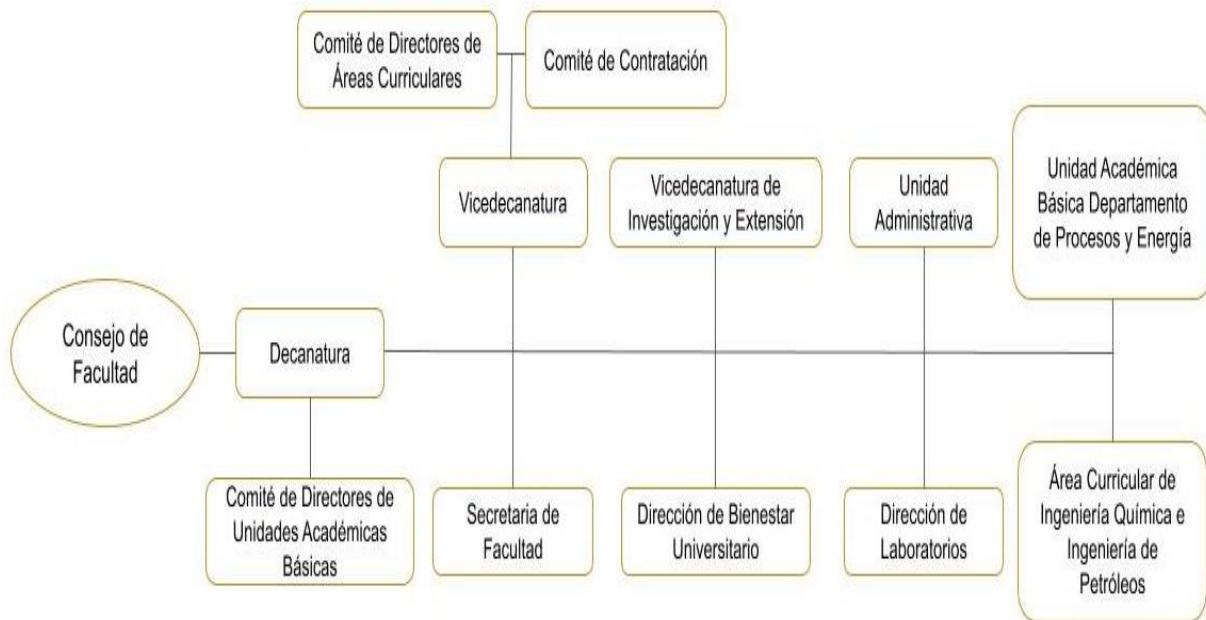 Comité de Directores de
Áreas Curriculares
Comité de Contratación
Vicedecanatura
Vicedecanatura de
Investigación y Extensión
Unidad
Administrativa
Unidad Académica
Básica Departamento
de Procesos y Energía
Consejo de
Facultad
Decanatura
Comité de Directores de
Unidades Académicas
Básicas
Secretaria de
Facultad
Dirección de Bienestar
Universitario
Dirección de
Laboratorios
Área Curricular de
Ingeniería Química e
Ingeniería de
Petróleos